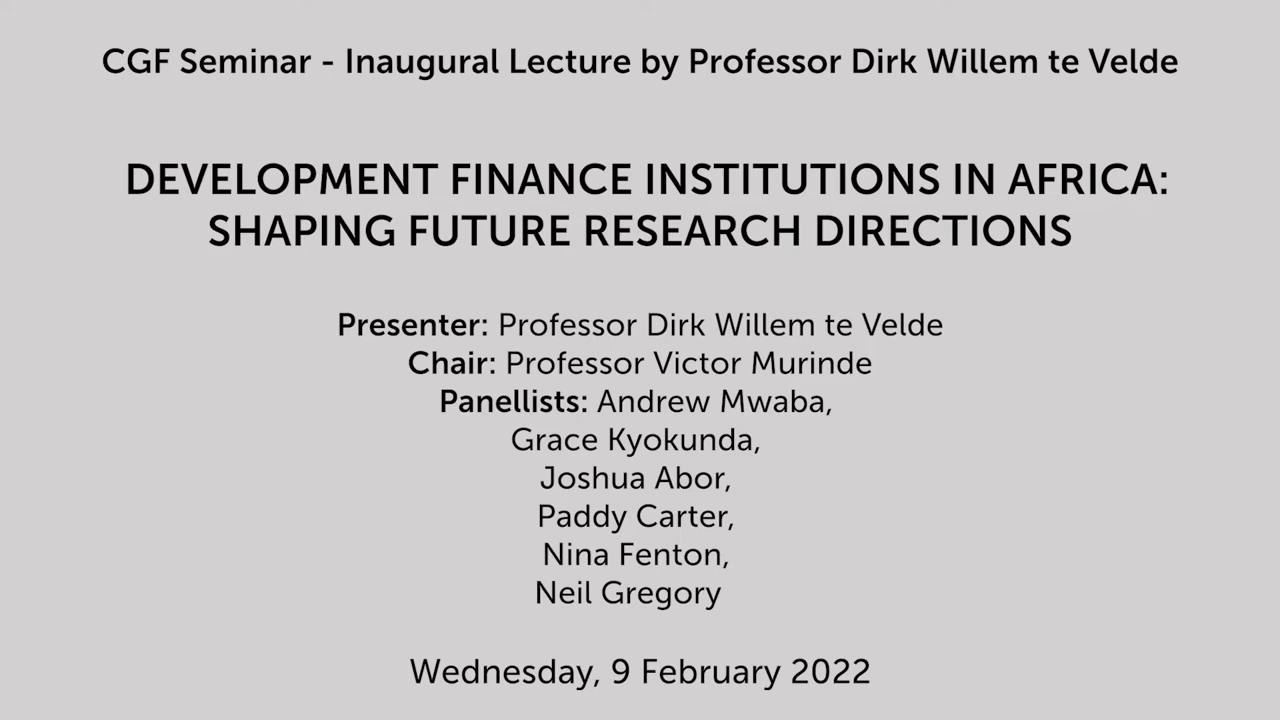 CGF Seminar - Inaugural Lecture by Professor Dirk Willem te Velde
DEVELOPMENT FINANCE INSTITUTIONS IN AFRICA:
SHAPING FUTURE RESEARCH DIRECTIONS
Presenter: Professor Dirk Willem te Velde
Chair: Professor Victor Murinde
Panellists: Andrew Mwaba,
Grace Kyokunda,
Joshua Abor,
Paddy Carter,
Nina Fenton,
Neil Gregory
Wednesday, 9 February 2022